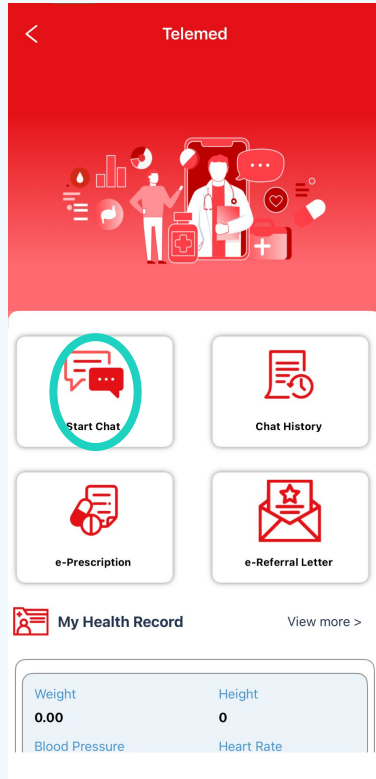 Telemed
Start Chat
Chat History
e-Prescription
e-Referral Letter
My Health Record
View more >
Weight
Height
0.00
0
Blood Pressure
Heart Rate